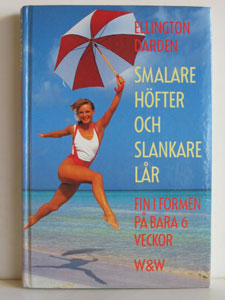 ELLINGTON
DARDEN
SMALARE
HÖFTER
OCH
SLANKARE
LÅR
FIN I FORMEN
PÅ BARA 6
VECKOR
W&W